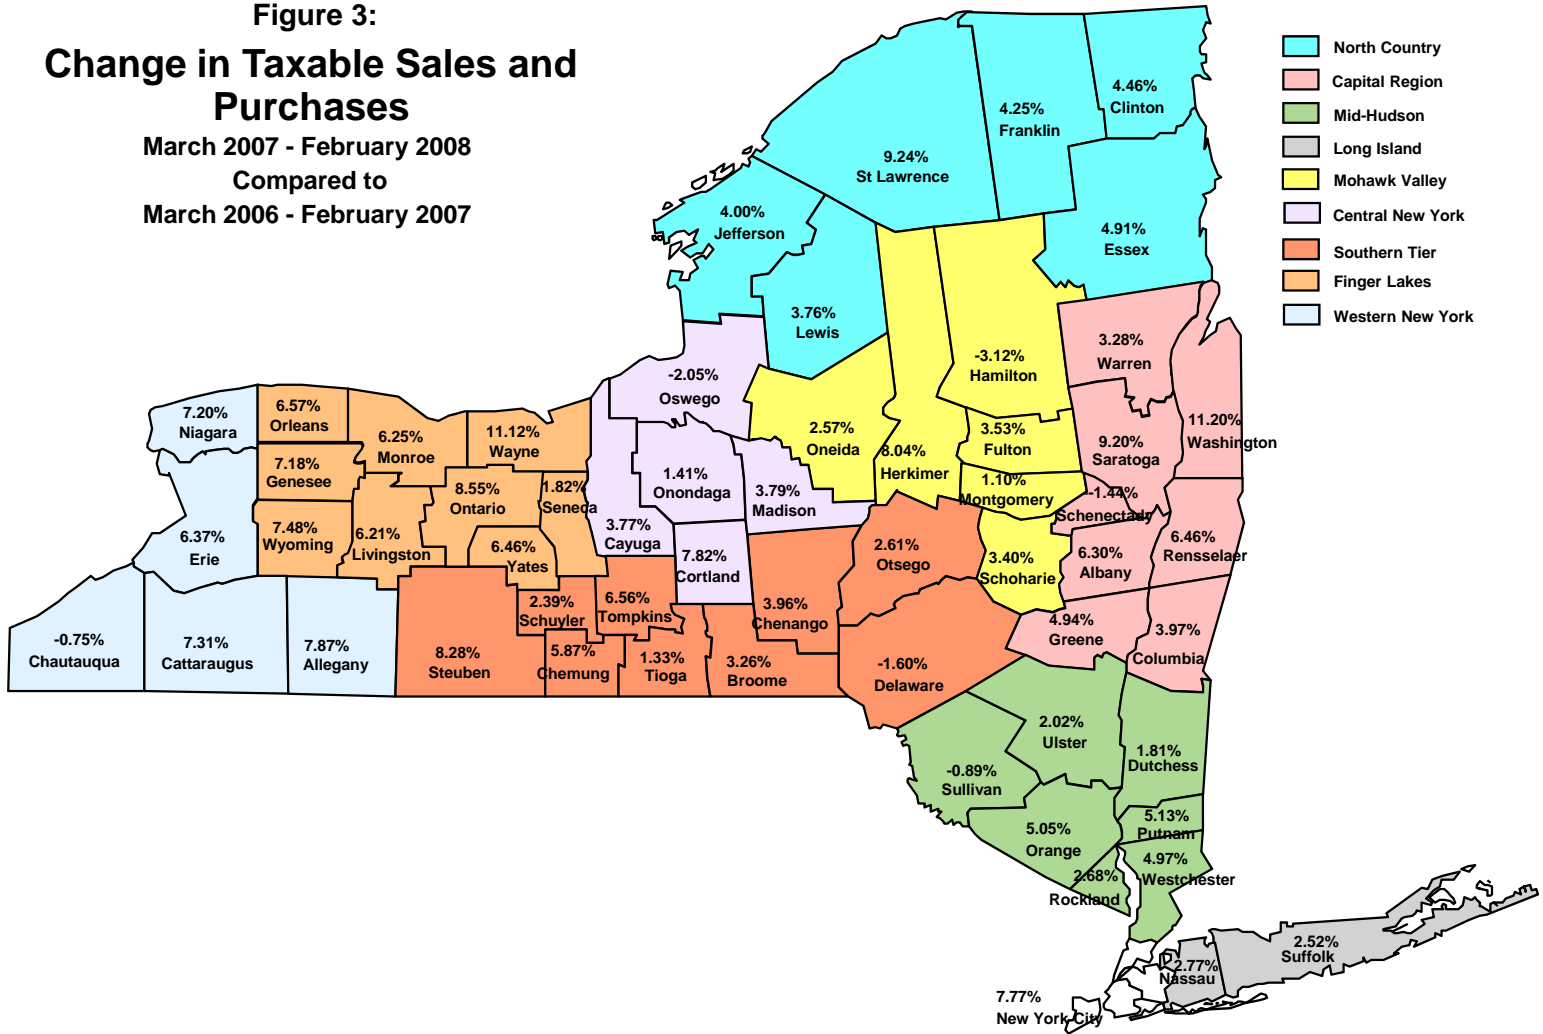 Figure 3:
Change in Taxable Sales and
Purchases
March 2007 - February 2008
Compared to
March 2006 - February 2007
North Country
Capital Region
Mid-Hudson
Long Island
Mohawk Valley
Central New York
Southern Tier
Finger Lakes
Western New York
4.46%
Clinton
4.25%
Franklin
9.24%
St Lawrence
4.00%
Jefferson
4.91%
Essex
3.76%
Lewis
3.28%
Warren
-3.12%
Hamilton
-2.05%
Oswego
7.20%
Niagara
6.57%
Orleans
6.25%
Monroe
11.12%
Wayne
2.57%
Oneida
8.04%
Herkimer
3.53%
Fulton
9.20%
Saratoga
11.20%
Washington
7.18%
Genesee
8.55%
Ontario
1.82%
Seneca
1.41%
Onondaga
3.79%
Madison
1.10%
Montgomery
-1.44%
Schenectady
6.37%
Erie
7.48%
Wyoming
6.21%
Livingston
6.46%
Yates
3.77%
Cayuga
7.82%
Cortland
2.61%
Otsego
3.40%
Schoharie
6.30%
Albany
6.46%
Rensselaer
-0.75%
Chautauqua
7.31%
Cattaraugus
7.87%
Allegany
8.28%
Steuben
2.39%
Schuyler
6.56%
Tompkins
3.96%
Chenango
5.87%
Chemung
1.33%
Tioga
3.26%
Broome
-1.60%
Delaware
4.94%
Greene
3.97%
Columbia
2.02%
Ulster
1.81%
Dutchess
-0.89%
Sullivan
5.05%
Orange
5.13%
Putnam
4.97%
Westchester
2.68%
Rockland
2.52%
Suffolk
2.77%
Nassau
7.77%
New York City